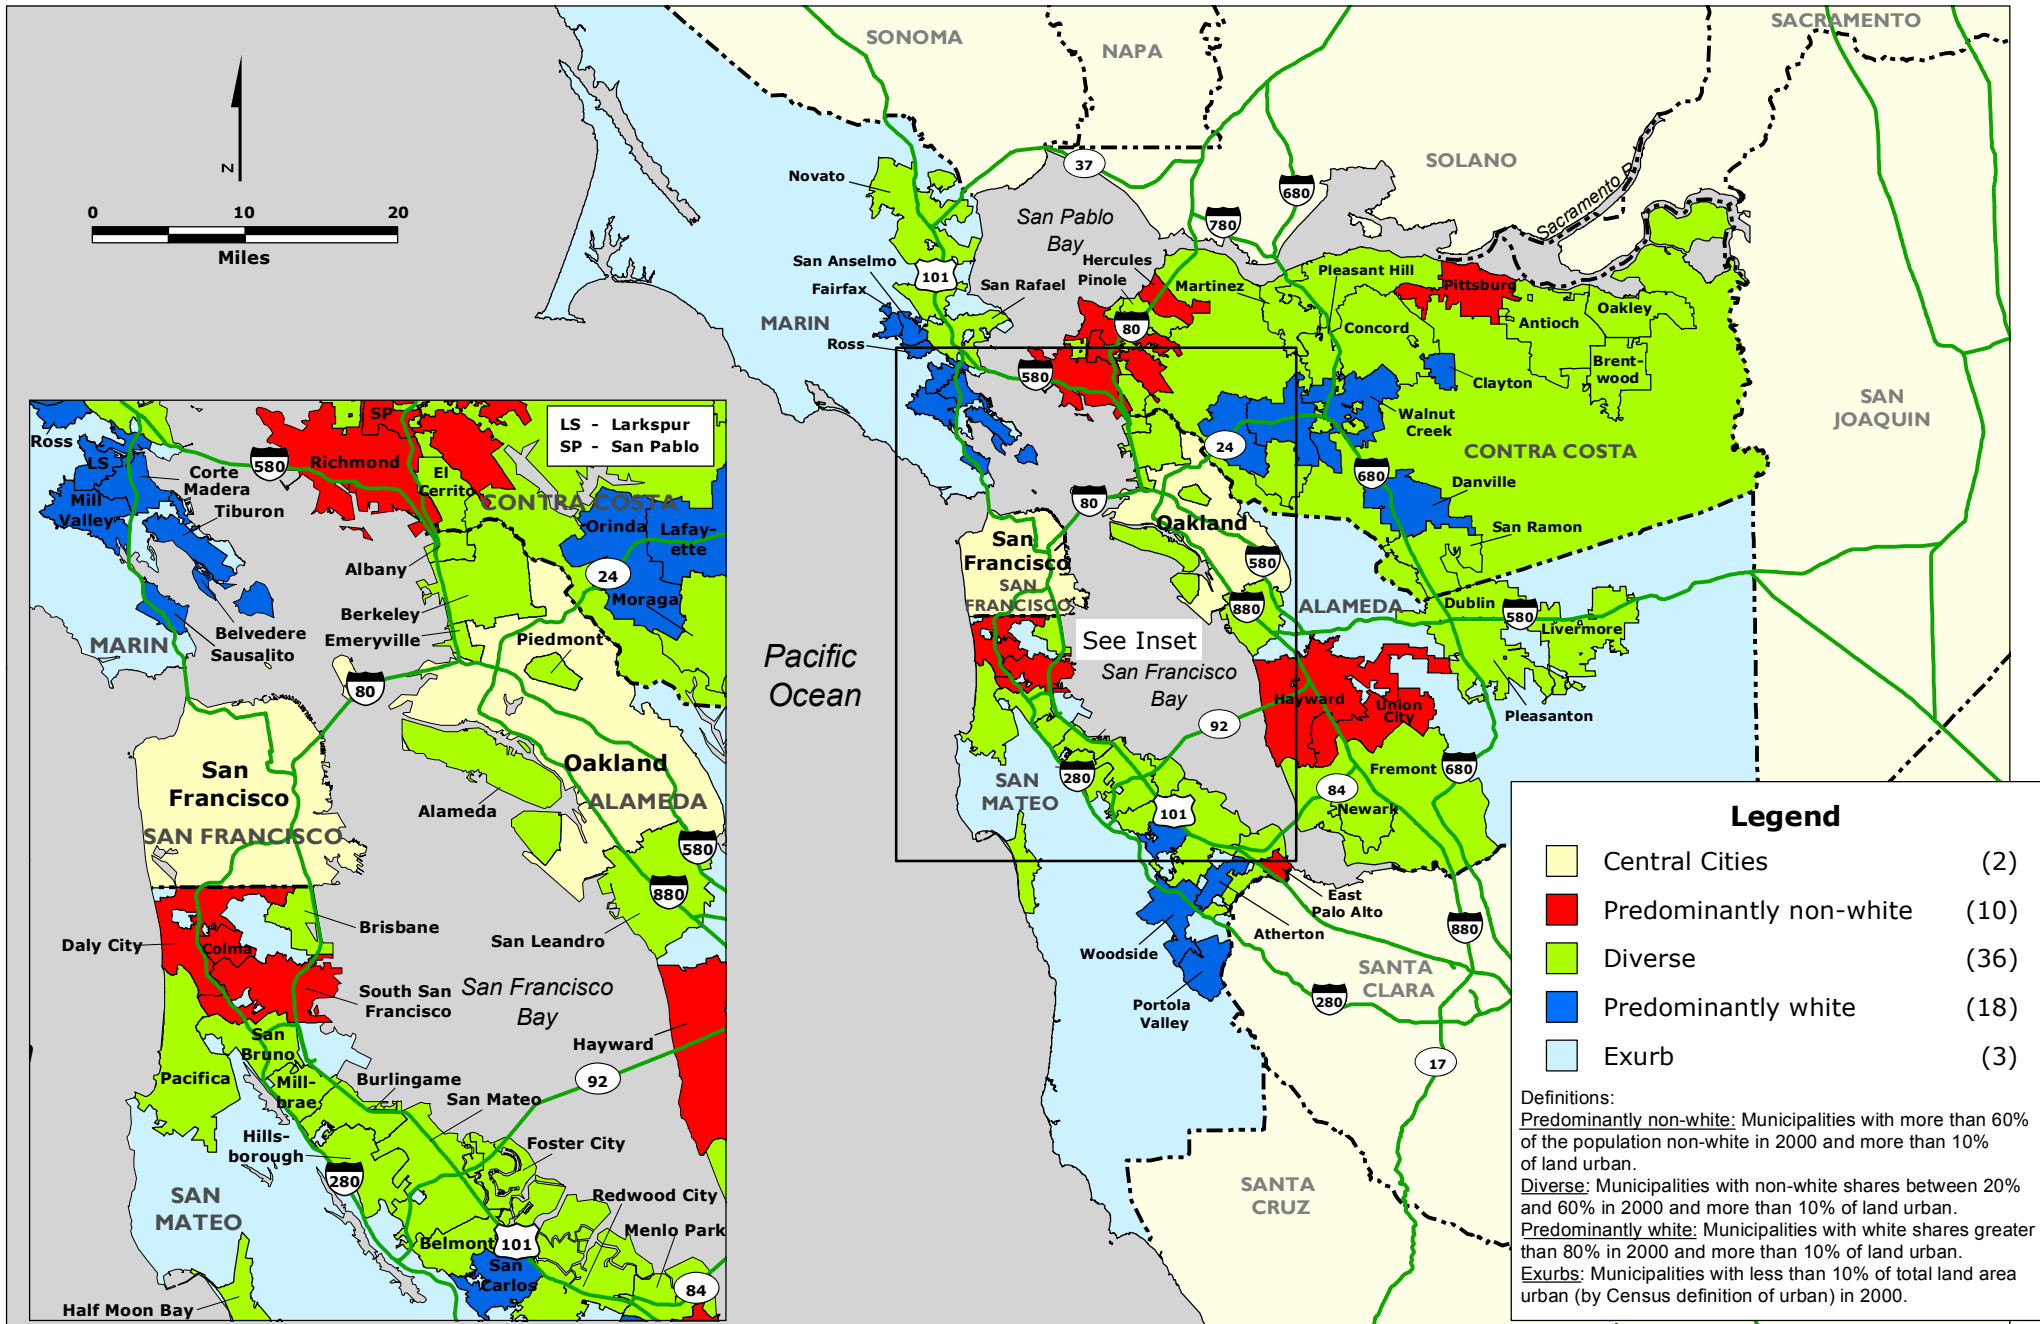 SONOMA
NAPA
SACRAMENTO
SOLANO
Sacramento R.
N
0 10 20
Miles
Novato
37
680
780
San Pablo
Bay
San Anselmo
101
Fairfax
San Rafael
Hercules
Pinole
Martinez
Pleasant Hill
Pittsburg
MARIN
Ross
80
580
Concord
Antioch
Oakley
Brent-
wood
Clayton
Walnut
Creek
SAN
JOAQUIN
24
CONTRA COSTA
680
Danville
San Ramon
80
Oakland
San
Francisco
SAN
FRANCISCO
580
880
ALAMEDA
Dublin
580
Livermore
See Inset
San Francisco
Bay
Pacific
Ocean
Hayward
Union
City
Pleasanton
92
SAN
MATEO
280
Fremont
680
84
Newark
101
East
Palo Alto
Atherton
Woodside
Portola
Valley
880
SANTA
CLARA
280
17
SANTA
CRUZ
LS - Larkspur
SP - San Pablo
Ross
SP
LS
580
Richmond
Corte
Madera
El
Cerrito
CONTRA COSTA
Mill
Valley
Tiburon
Orinda
Lafay-
ette
Albany
24
Moraga
Berkeley
Emeryville
Piedmont
MARIN
Belvedere
Sausalito
80
San
Francisco
SAN FRANCISCO
Oakland
ALAMEDA
Alameda
580
880
Daly City
Colma
Brisbane
San Leandro
South San
Francisco
San Francisco
Bay
San
Bruno
Hayward
Pacifica
Mill-
brae
Burlingame
92
San Mateo
Hills-
borough
Foster City
280
SAN
MATEO
Redwood City
Menlo Park
Belmont
101
San
Carlos
84
Half Moon Bay
Legend
Central Cities (2)
Predominantly non-white (10)
Diverse (36)
Predominantly white (18)
Exurb (3)
Definitions:
Predominantly non-white: Municipalities with more than 60%
of the population non-white in 2000 and more than 10%
of land urban.
Diverse: Municipalities with non-white shares between 20%
and 60% in 2000 and more than 10% of land urban.
Predominantly white: Municipalities with white shares greater
than 80% in 2000 and more than 10% of land urban.
Exurbs: Municipalities with less than 10% of total land area
urban (by Census definition of urban) in 2000.